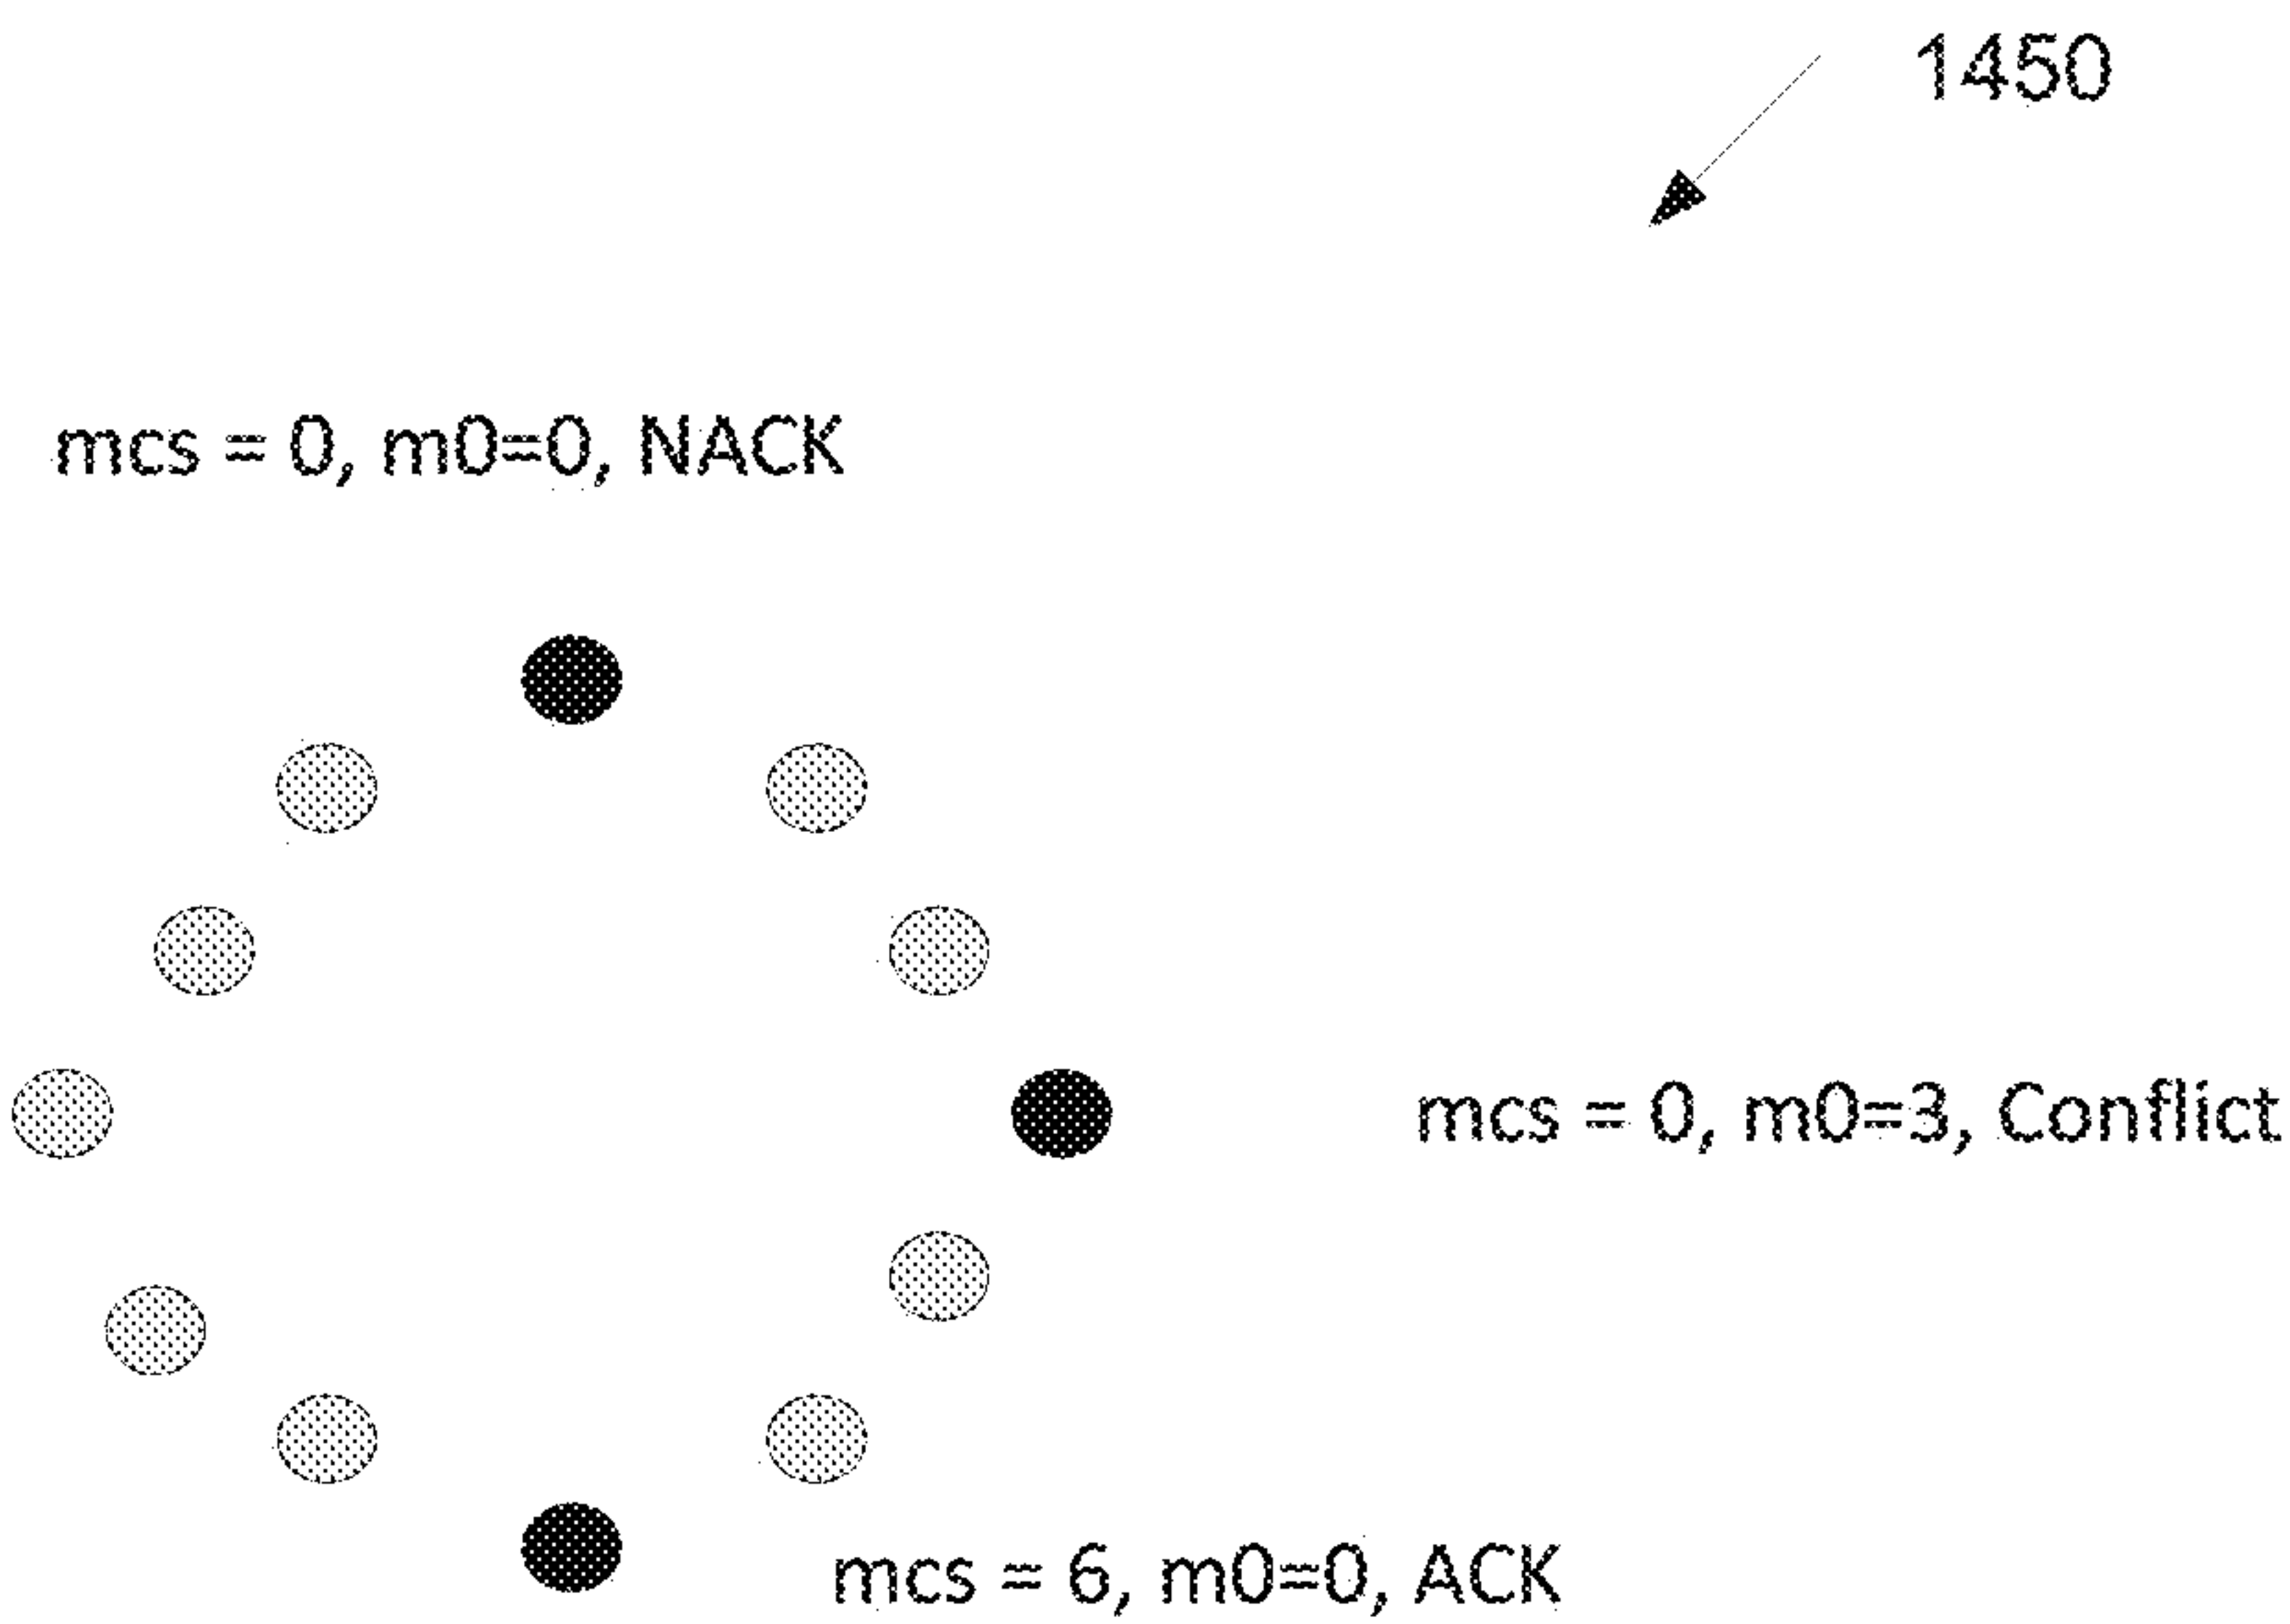 1450
mcs = 0, m0=0, NACK
mcs = 0, m0=3, Conflict
mcs = 6, m0=0, ACK